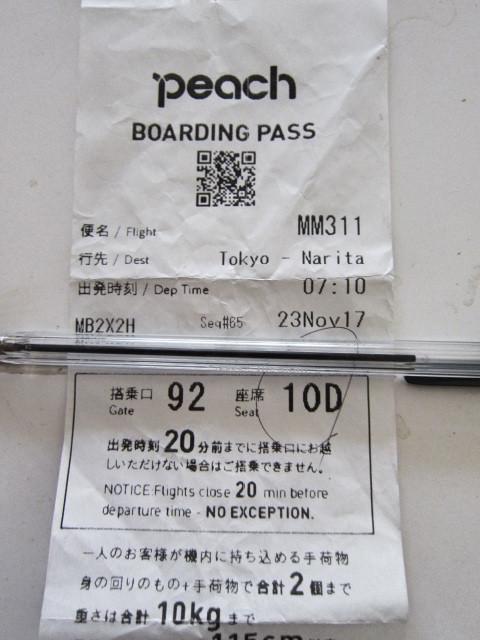 peach
BOARDING PASS
便名 / Flight MM311
行先 / Dest Tokyo - Narita
出発時刻 / Dep Time 07:10
MB2X2H Seq#65 23Nov17
搭乗口 Gate 92 座席 Seat 10D
出発時刻20分前までに搭乗口にお越
しいただけない場合はご搭乗できません。
NOTICE:Flights close 20 min before
departure time - NO EXCEPTION.
一人のお客様が機内に持ち込める手荷物
身の回りのもの+手荷物で合計2個まで
重さは合計10kgまで
115cm